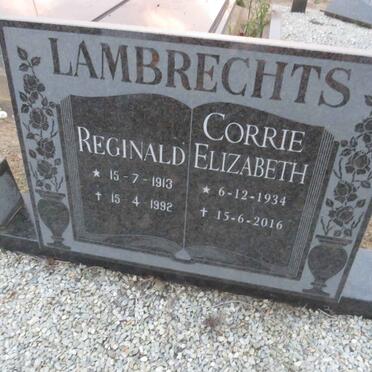 LAMBRECHTS
REGINALD
* 15-7-1913
† 15-4-1992
CORRIE
ELIZABETH
* 6-12-1934
† 15-6-2016